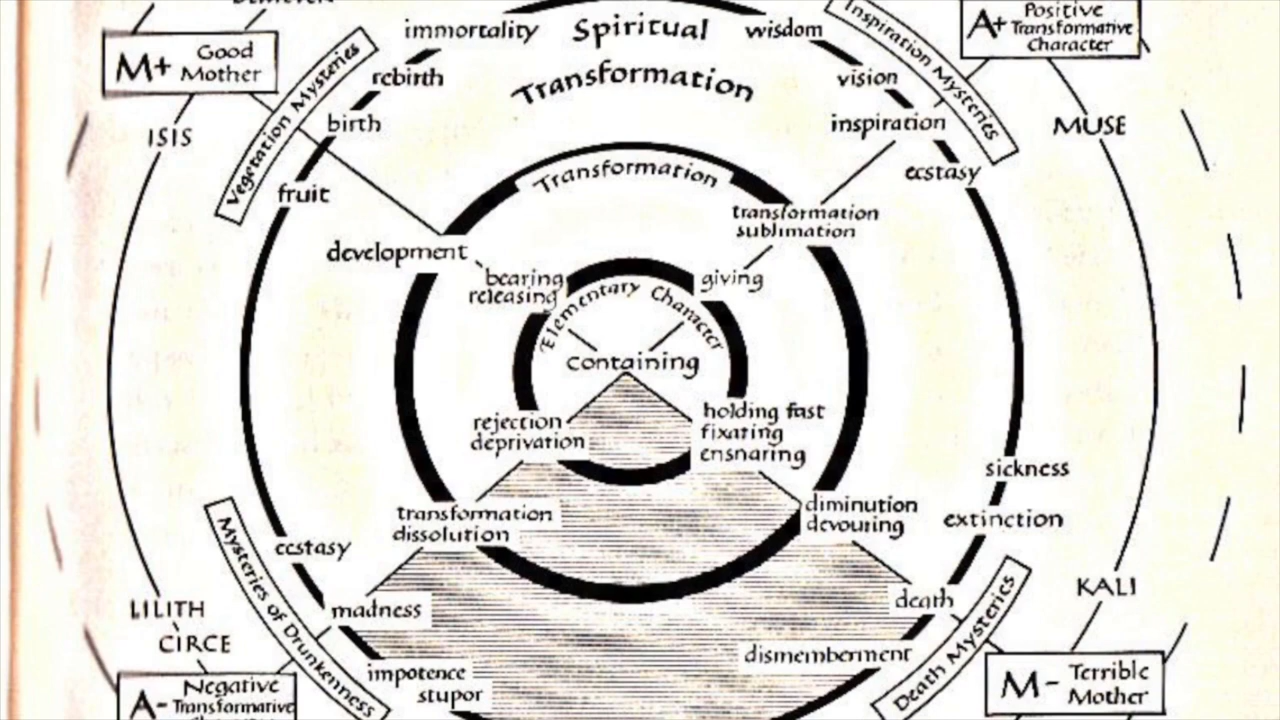 M+ Good
Mother
ISIS
Vegetation Mysteries
immortality
rebirth
birth
fruit
Spiritual
Transformation
wisdom
vision
inspiration
ecstasy
Inspiration Mysteries
A+ Positive
Transformative
Character
MUSE
Transformation
development
transformation
sublimation
bearing
releasing
giving
Elementary Character
containing
rejection
deprivation
holding fast
fixating
ensnaring
transformation
dissolution
diminution
devouring
sickness
extinction
ecstasy
madness
impotence
stupor
death
dismemberment
Mysteries of Drunkenness
Death Mysteries
LILITH
CIRCE
KALI
A- Negative
Transformative
M- Terrible
Mother